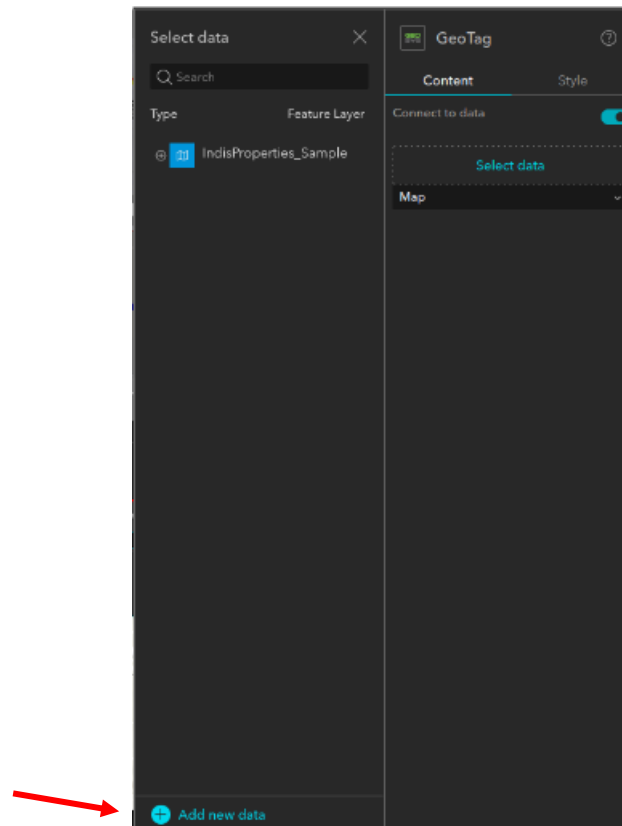 Select data
Search
Type Feature Layer
IndisProperties_Sample
Add new data
GeoTag
Content Style
Connect to data
Select data
Map